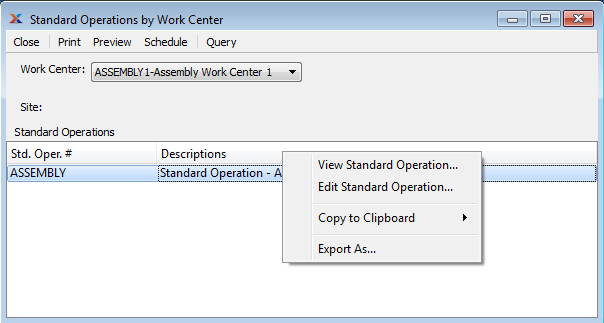 Standard Operations by Work Center
Close Print Preview Schedule Query
Work Center: ASSEMBLY1-Assembly Work Center 1
Site:
Standard Operations
Std. Oper. # Descriptions
ASSEMBLY Standard Operation - A
View Standard Operation...
Edit Standard Operation...
Copy to Clipboard
Export As...